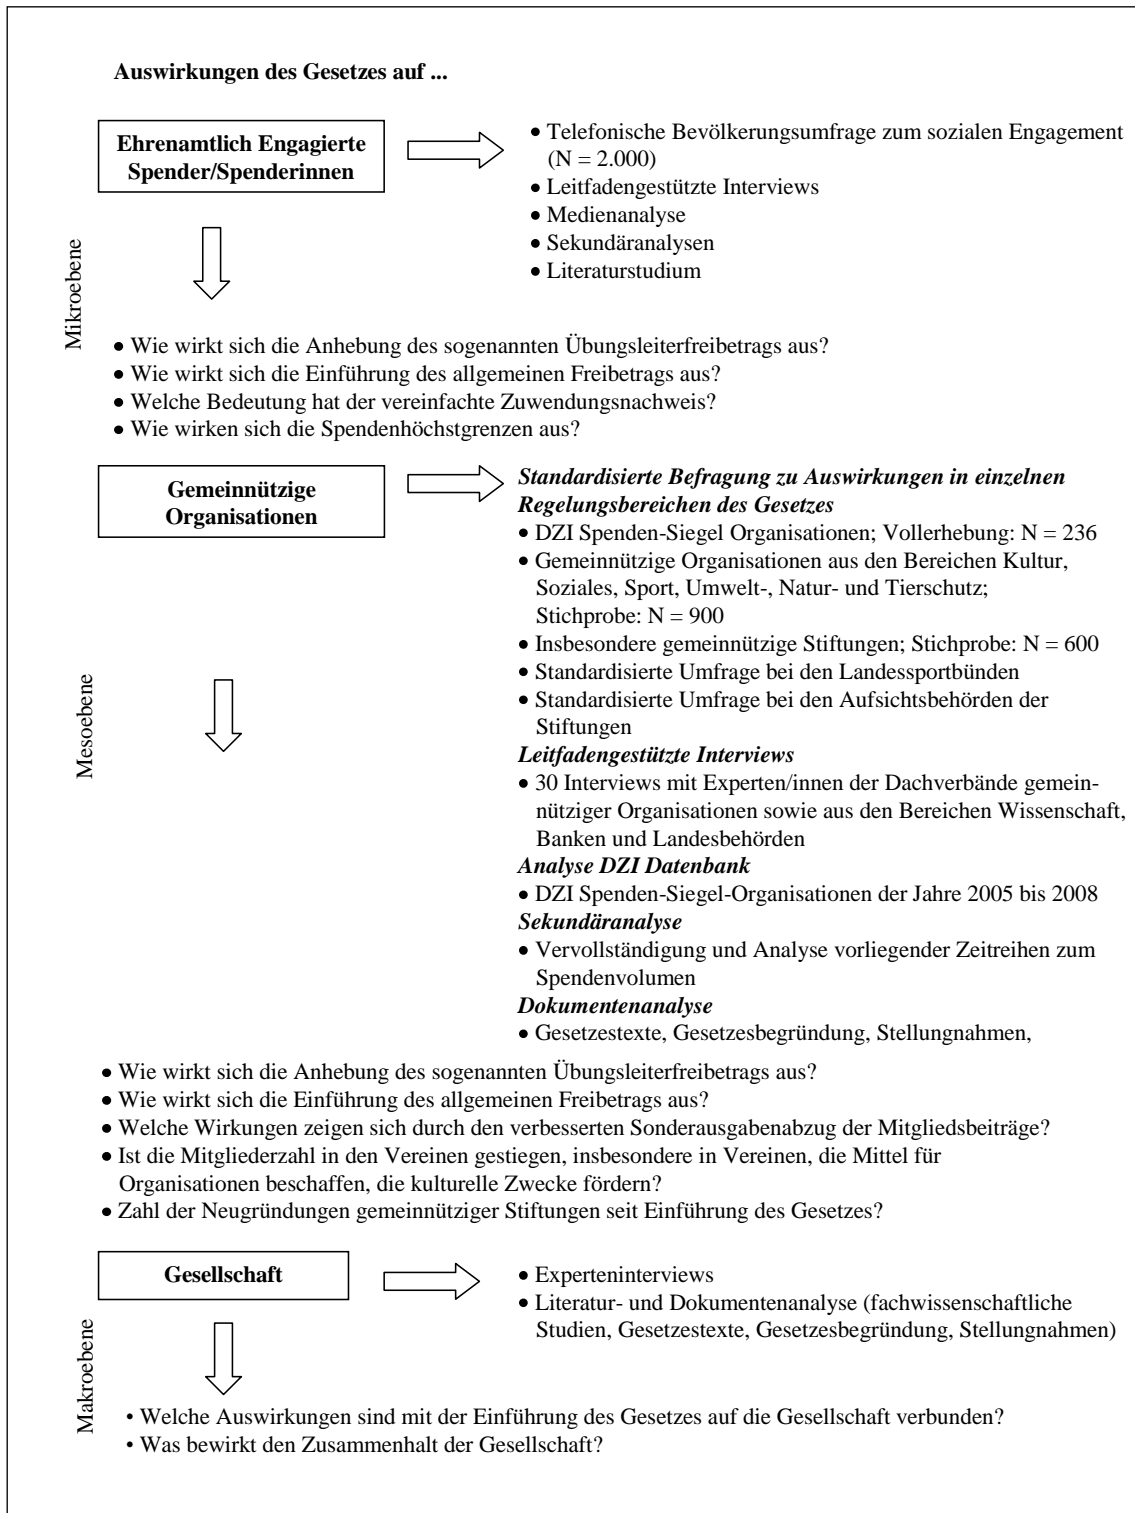 Auswirkungen des Gesetzes auf ...
Ehrenamtlich Engagierte
Spender/Spenderinnen
• Telefonische Bevölkerungsumfrage zum sozialen Engagement
(N = 2.000)
• Leitfadengestützte Interviews
• Medienanalyse
• Sekundäranalysen
• Literaturstudium
Mikroebene
• Wie wirkt sich die Anhebung des sogenannten Übungsleiterfreibetrags aus?
• Wie wirkt sich die Einführung des allgemeinen Freibetrags aus?
• Welche Bedeutung hat der vereinfachte Zuwendungsnachweis?
• Wie wirken sich die Spendenhöchstgrenzen aus?
Gemeinnützige
Organisationen
Standardisierte Befragung zu Auswirkungen in einzelnen
Regelungsbereichen des Gesetzes
• DZI Spenden-Siegel Organisationen; Vollerhebung: N = 236
• Gemeinnützige Organisationen aus den Bereichen Kultur,
Soziales, Sport, Umwelt-, Natur- und Tierschutz;
Stichprobe: N = 900
• Insbesondere gemeinnützige Stiftungen; Stichprobe: N = 600
• Standardisierte Umfrage bei den Landessportbünden
• Standardisierte Umfrage bei den Aufsichtsbehörden der
Stiftungen
Leitfadengestützte Interviews
• 30 Interviews mit Experten/innen der Dachverbände gemein-
nütziger Organisationen sowie aus den Bereichen Wissenschaft,
Banken und Landesbehörden
Analyse DZI Datenbank
• DZI Spenden-Siegel-Organisationen der Jahre 2005 bis 2008
Sekundäranalyse
• Vervollständigung und Analyse vorliegender Zeitreihen zum
Spendenvolumen
Dokumentenanalyse
• Gesetzestexte, Gesetzesbegründung, Stellungnahmen,
Mesoebene
• Wie wirkt sich die Anhebung des sogenannten Übungsleiterfreibetrags aus?
• Wie wirkt sich die Einführung des allgemeinen Freibetrags aus?
• Welche Wirkungen zeigen sich durch den verbesserten Sonderausgabenabzug der Mitgliedsbeiträge?
• Ist die Mitgliederzahl in den Vereinen gestiegen, insbesondere in Vereinen, die Mittel für
Organisationen beschaffen, die kulturelle Zwecke fördern?
• Zahl der Neugründungen gemeinnütziger Stiftungen seit Einführung des Gesetzes?
Gesellschaft
• Experteninterviews
• Literatur- und Dokumentenanalyse (fachwissenschaftliche
Studien, Gesetzestexte, Gesetzesbegründung, Stellungnahmen)
Makroebene
• Welche Auswirkungen sind mit der Einführung des Gesetzes auf die Gesellschaft verbunden?
• Was bewirkt den Zusammenhalt der Gesellschaft?